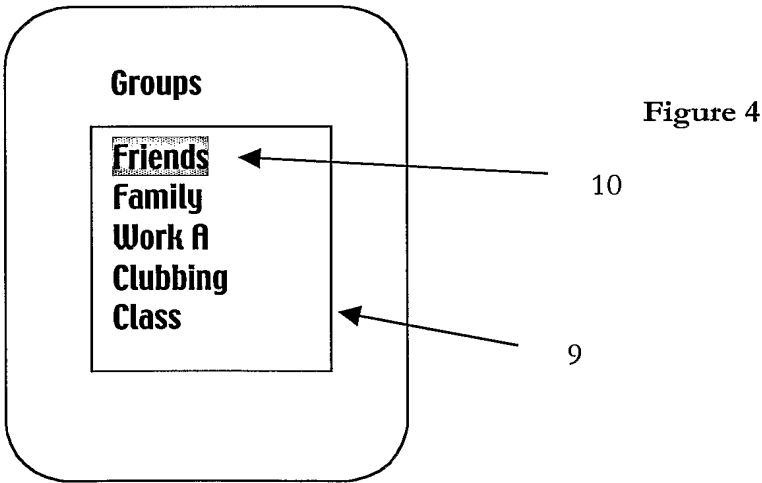 Groups
Figure 4
Friends
10
Family
Work A
Clubbing
Class
9